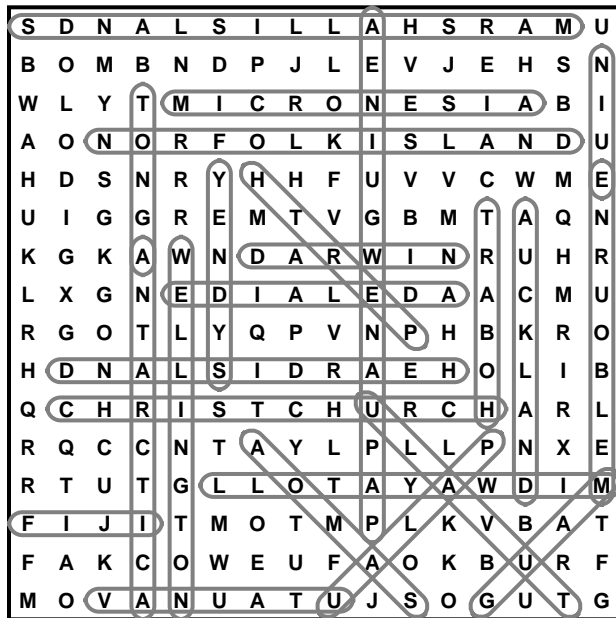 S D N A L S I L L A H S R A M U
B O M B N D P J L E V J E H S N
W L Y T M I C R O N E S I A B I
A O N O R F O L K I S L A N D U
H D S N R Y H H F U V V C W M E
U I G G R E M T V G B M T A Q N
K G K A W N D A R W I N R U H R
L X G N E D I A L E D A A C M U
R G O T L Y Q P V N P H B K R O
H D N A L S I D R A E H O L I B
Q C H R I S T C H U R C H A R L
R Q C C N T A Y L P L L P N X E
R T U T G L L O T A Y A W D I M
F I J I T M O T M P L K V B A T
F A K C O W E U F A O K B U R F
M O V A N U A T U J S O G U T G